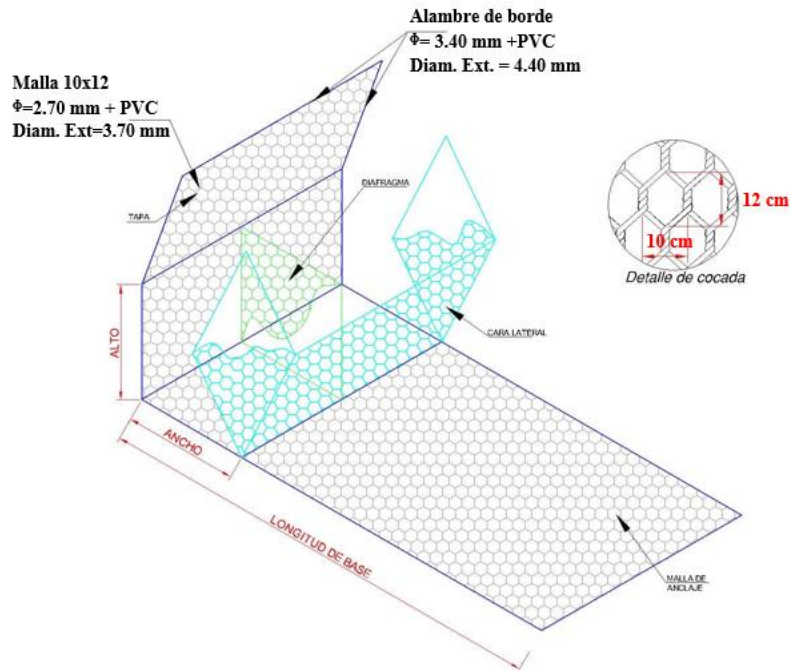 Alambre de borde
Φ= 3.40 mm +PVC
Diam. Ext. = 4.40 mm
Malla 10x12
Φ=2.70 mm + PVC
Diam. Ext=3.70 mm
TAPA
DIAFRAGMA
12 cm
10 cm
Detalle de cocada
ALTO
CARA LATERAL
ANCHO
LONGITUD DE BASE
MALLA DE
ANCLAJE